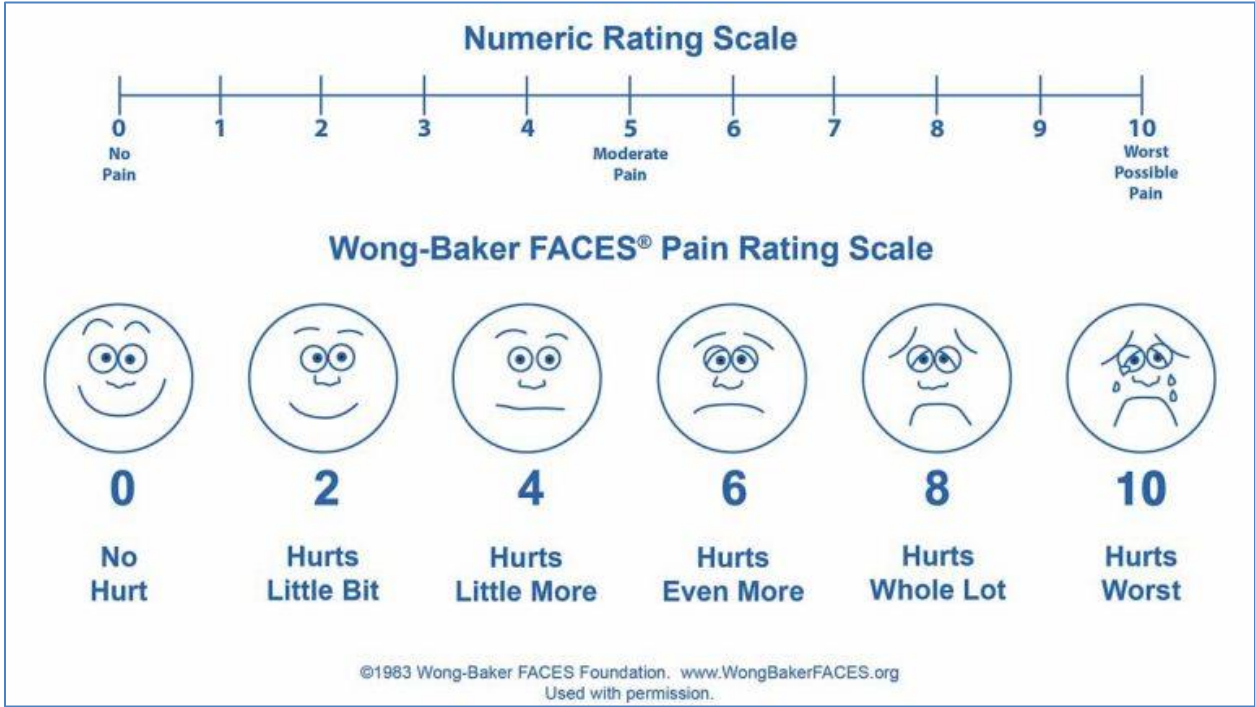 Numeric Rating Scale
0 1 2 3 4 5 6 7 8 9 10
No Moderate Worst
Pain Pain Possible
Pain
Wong-Baker FACES® Pain Rating Scale
0 2 4 6 8 10
No Hurts Hurts Hurts Hurts Hurts
Hurt Little Bit Little More Even More Whole Lot Worst
©1983 Wong-Baker FACES Foundation. www.WongBakerFACES.org
Used with permission.